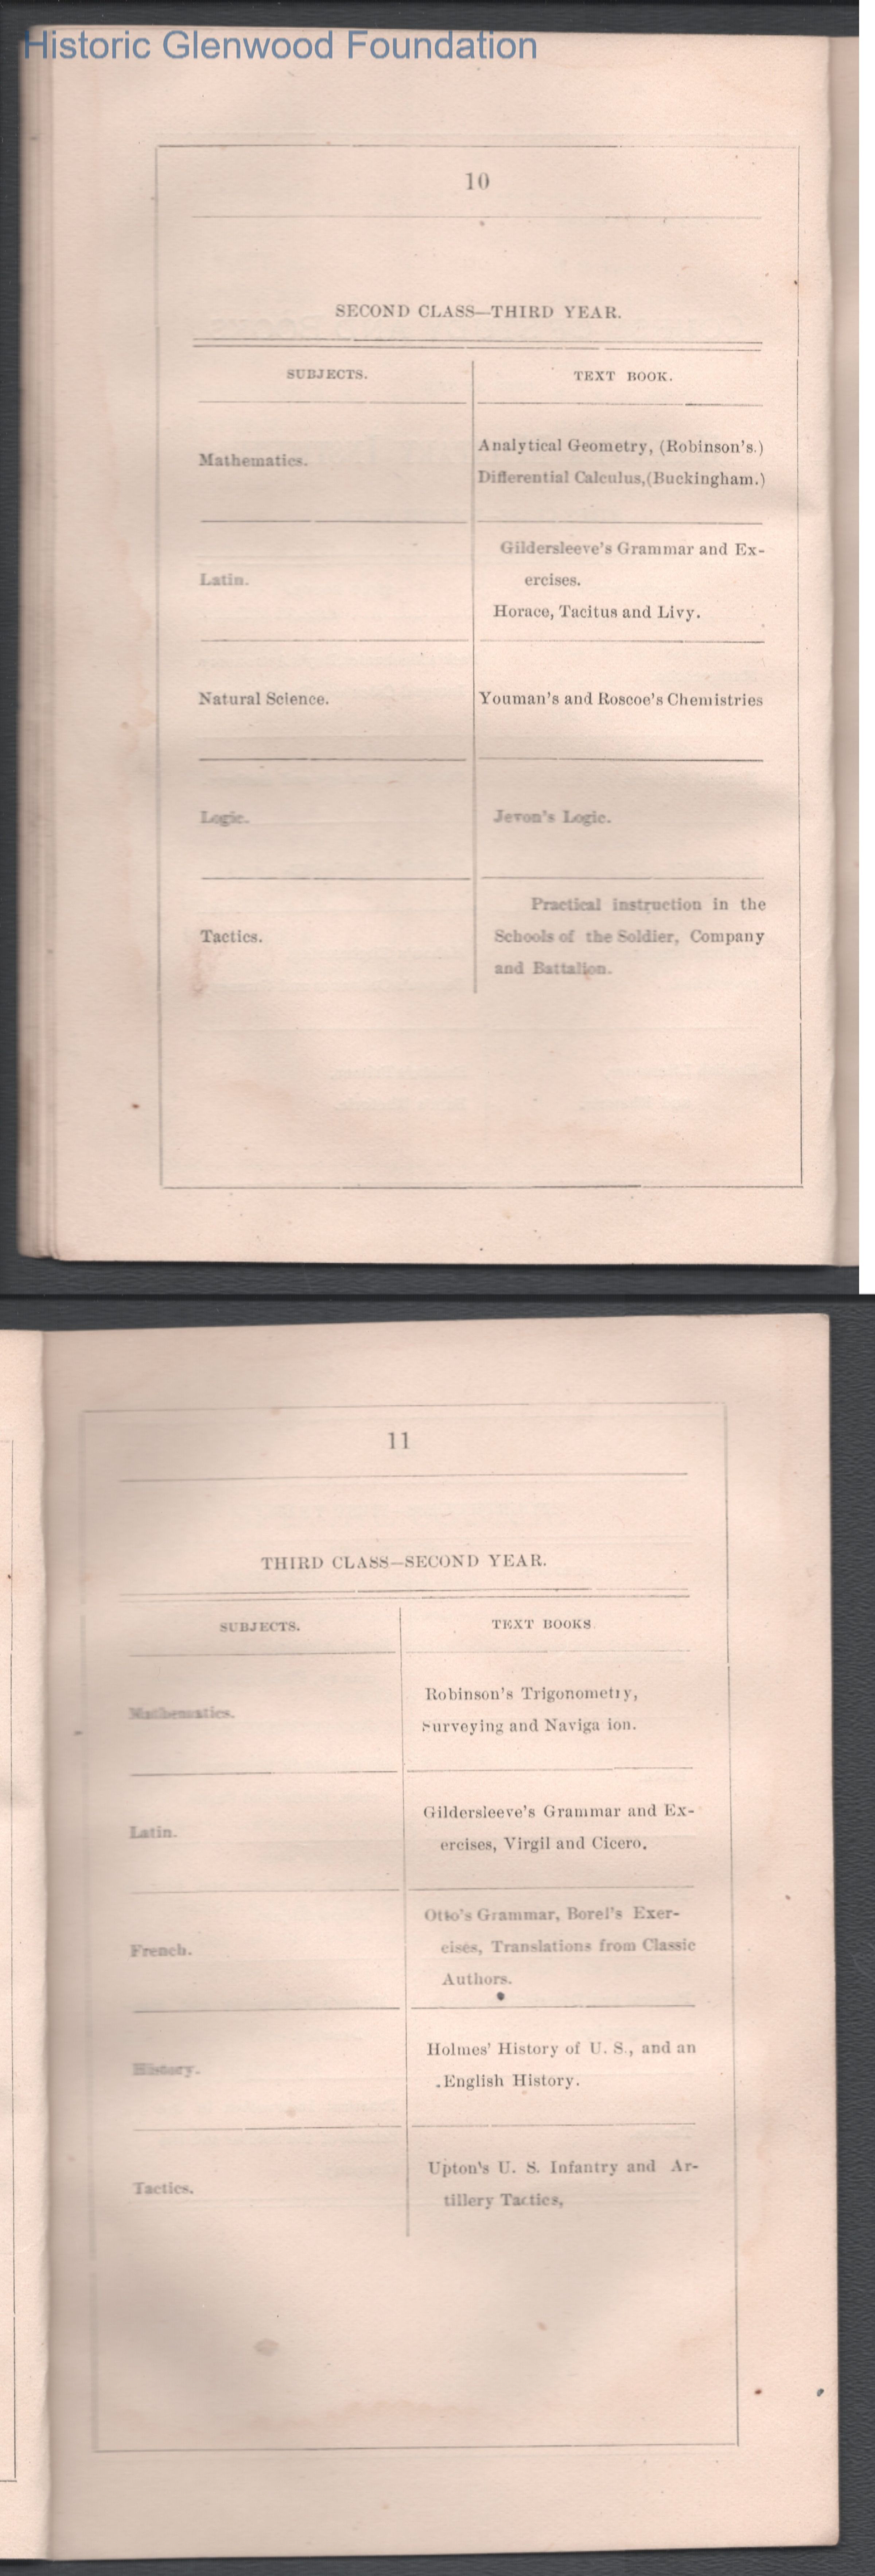 Historic Glenwood Foundation
10
SECOND CLASS—THIRD YEAR.
SUBJECTS.
TEXT BOOK.
Mathematics.
Analytical Geometry, (Robinson's.)
Differential Calculus,(Buckingham.)
Latin.
Gildersleeve's Grammar and Ex-
ercises.
Horace, Tacitus and Livy.
Natural Science.
Youman's and Roscoe's Chemistries
Logic.
Jevon's Logic.
Tactics.
Practical instruction in the
Schools of the Soldier, Company
and Battalion.
11
THIRD CLASS—SECOND YEAR.
SUBJECTS.
TEXT BOOKS
Mathematics.
Robinson's Trigonometry,
Surveying and Naviga ion.
Latin.
Gildersleeve's Grammar and Ex-
ercises, Virgil and Cicero.
French.
Otto's Grammar, Borel's Exer-
cises, Translations from Classic
Authors.
History.
Holmes' History of U. S., and an
.English History.
Tactics.
Upton's U. S. Infantry and Ar-
tillery Tactics,